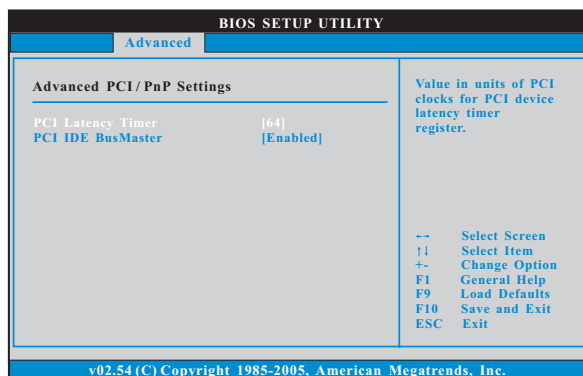 BIOS SETUP UTILITY
Advanced
Advanced PCI / PnP Settings
PCI Latency Timer [64]
PCI IDE BusMaster [Enabled]
Value in units of PCI
clocks for PCI device
latency timer
register.
←→ Select Screen
↑↓ Select Item
+- Change Option
F1 General Help
F9 Load Defaults
F10 Save and Exit
ESC Exit
v02.54 (C) Copyright 1985-2005, American Megatrends, Inc.